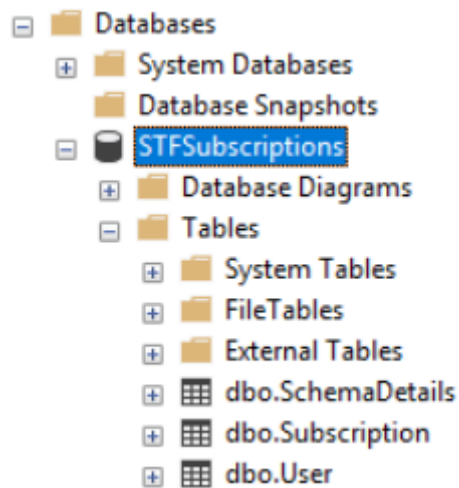 Databases
System Databases
Database Snapshots
STFSubscriptions
Database Diagrams
Tables
System Tables
FileTables
External Tables
dbo.SchemaDetails
dbo.Subscription
dbo.User